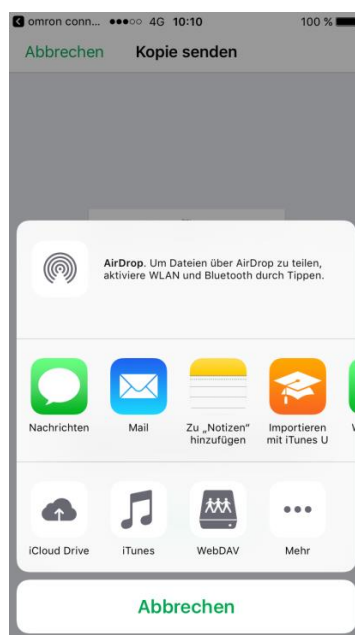 omron conn... 4G 10:10 100 %
Abbrechen Kopie senden
AirDrop. Um Dateien über AirDrop zu teilen,
aktiviere WLAN und Bluetooth durch Tippen.
Nachrichten Mail Zu „Notizen“ Importieren
hinzufügen mit iTunes U
iCloud Drive iTunes WebDAV Mehr
Abbrechen